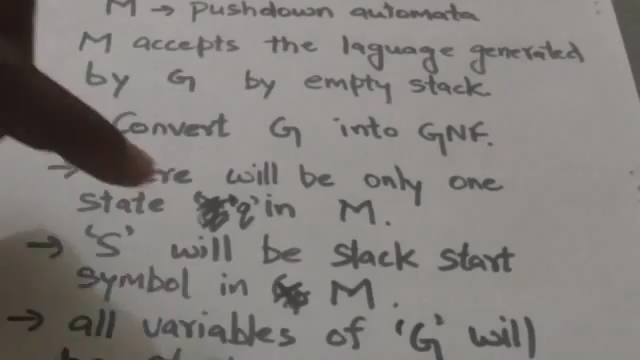 M → pushdown automata
M accepts the laguage generated
by G by empty stack.
Convert G into GNF.
→ will be only one
state 'q' in M.
→ 'S' will be stack start
symbol in M.
→ all variables of 'G' will